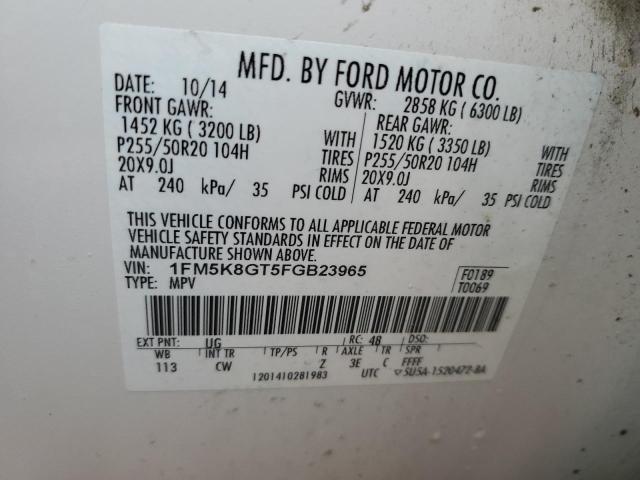 MFD. BY FORD MOTOR CO.
DATE: 10/14 GVWR: 2858 KG ( 6300 LB)
FRONT GAWR: REAR GAWR:
1452 KG ( 3200 LB) WITH 1520 KG ( 3350 LB) WITH
P255/50R20 104H TIRES P255/50R20 104H TIRES
20X9.0J RIMS 20X9.0J RIMS
AT 240 kPa/ 35 PSI COLD AT 240 kPa/ 35 PSI COLD
THIS VEHICLE CONFORMS TO ALL APPLICABLE FEDERAL MOTOR
VEHICLE SAFETY STANDARDS IN EFFECT ON THE DATE OF
MANUFACTURE SHOWN ABOVE.
VIN: 1FM5K8GT5FGB23965 F0189
TYPE: MPV T0069
EXT PNT: UG RC: 48 DSO:
WB INT TR TP/PS R AXLE TR SPR
113 CW Z 3E C FFFF
1201410281983 UTC ▽5U5A-1520472-BA